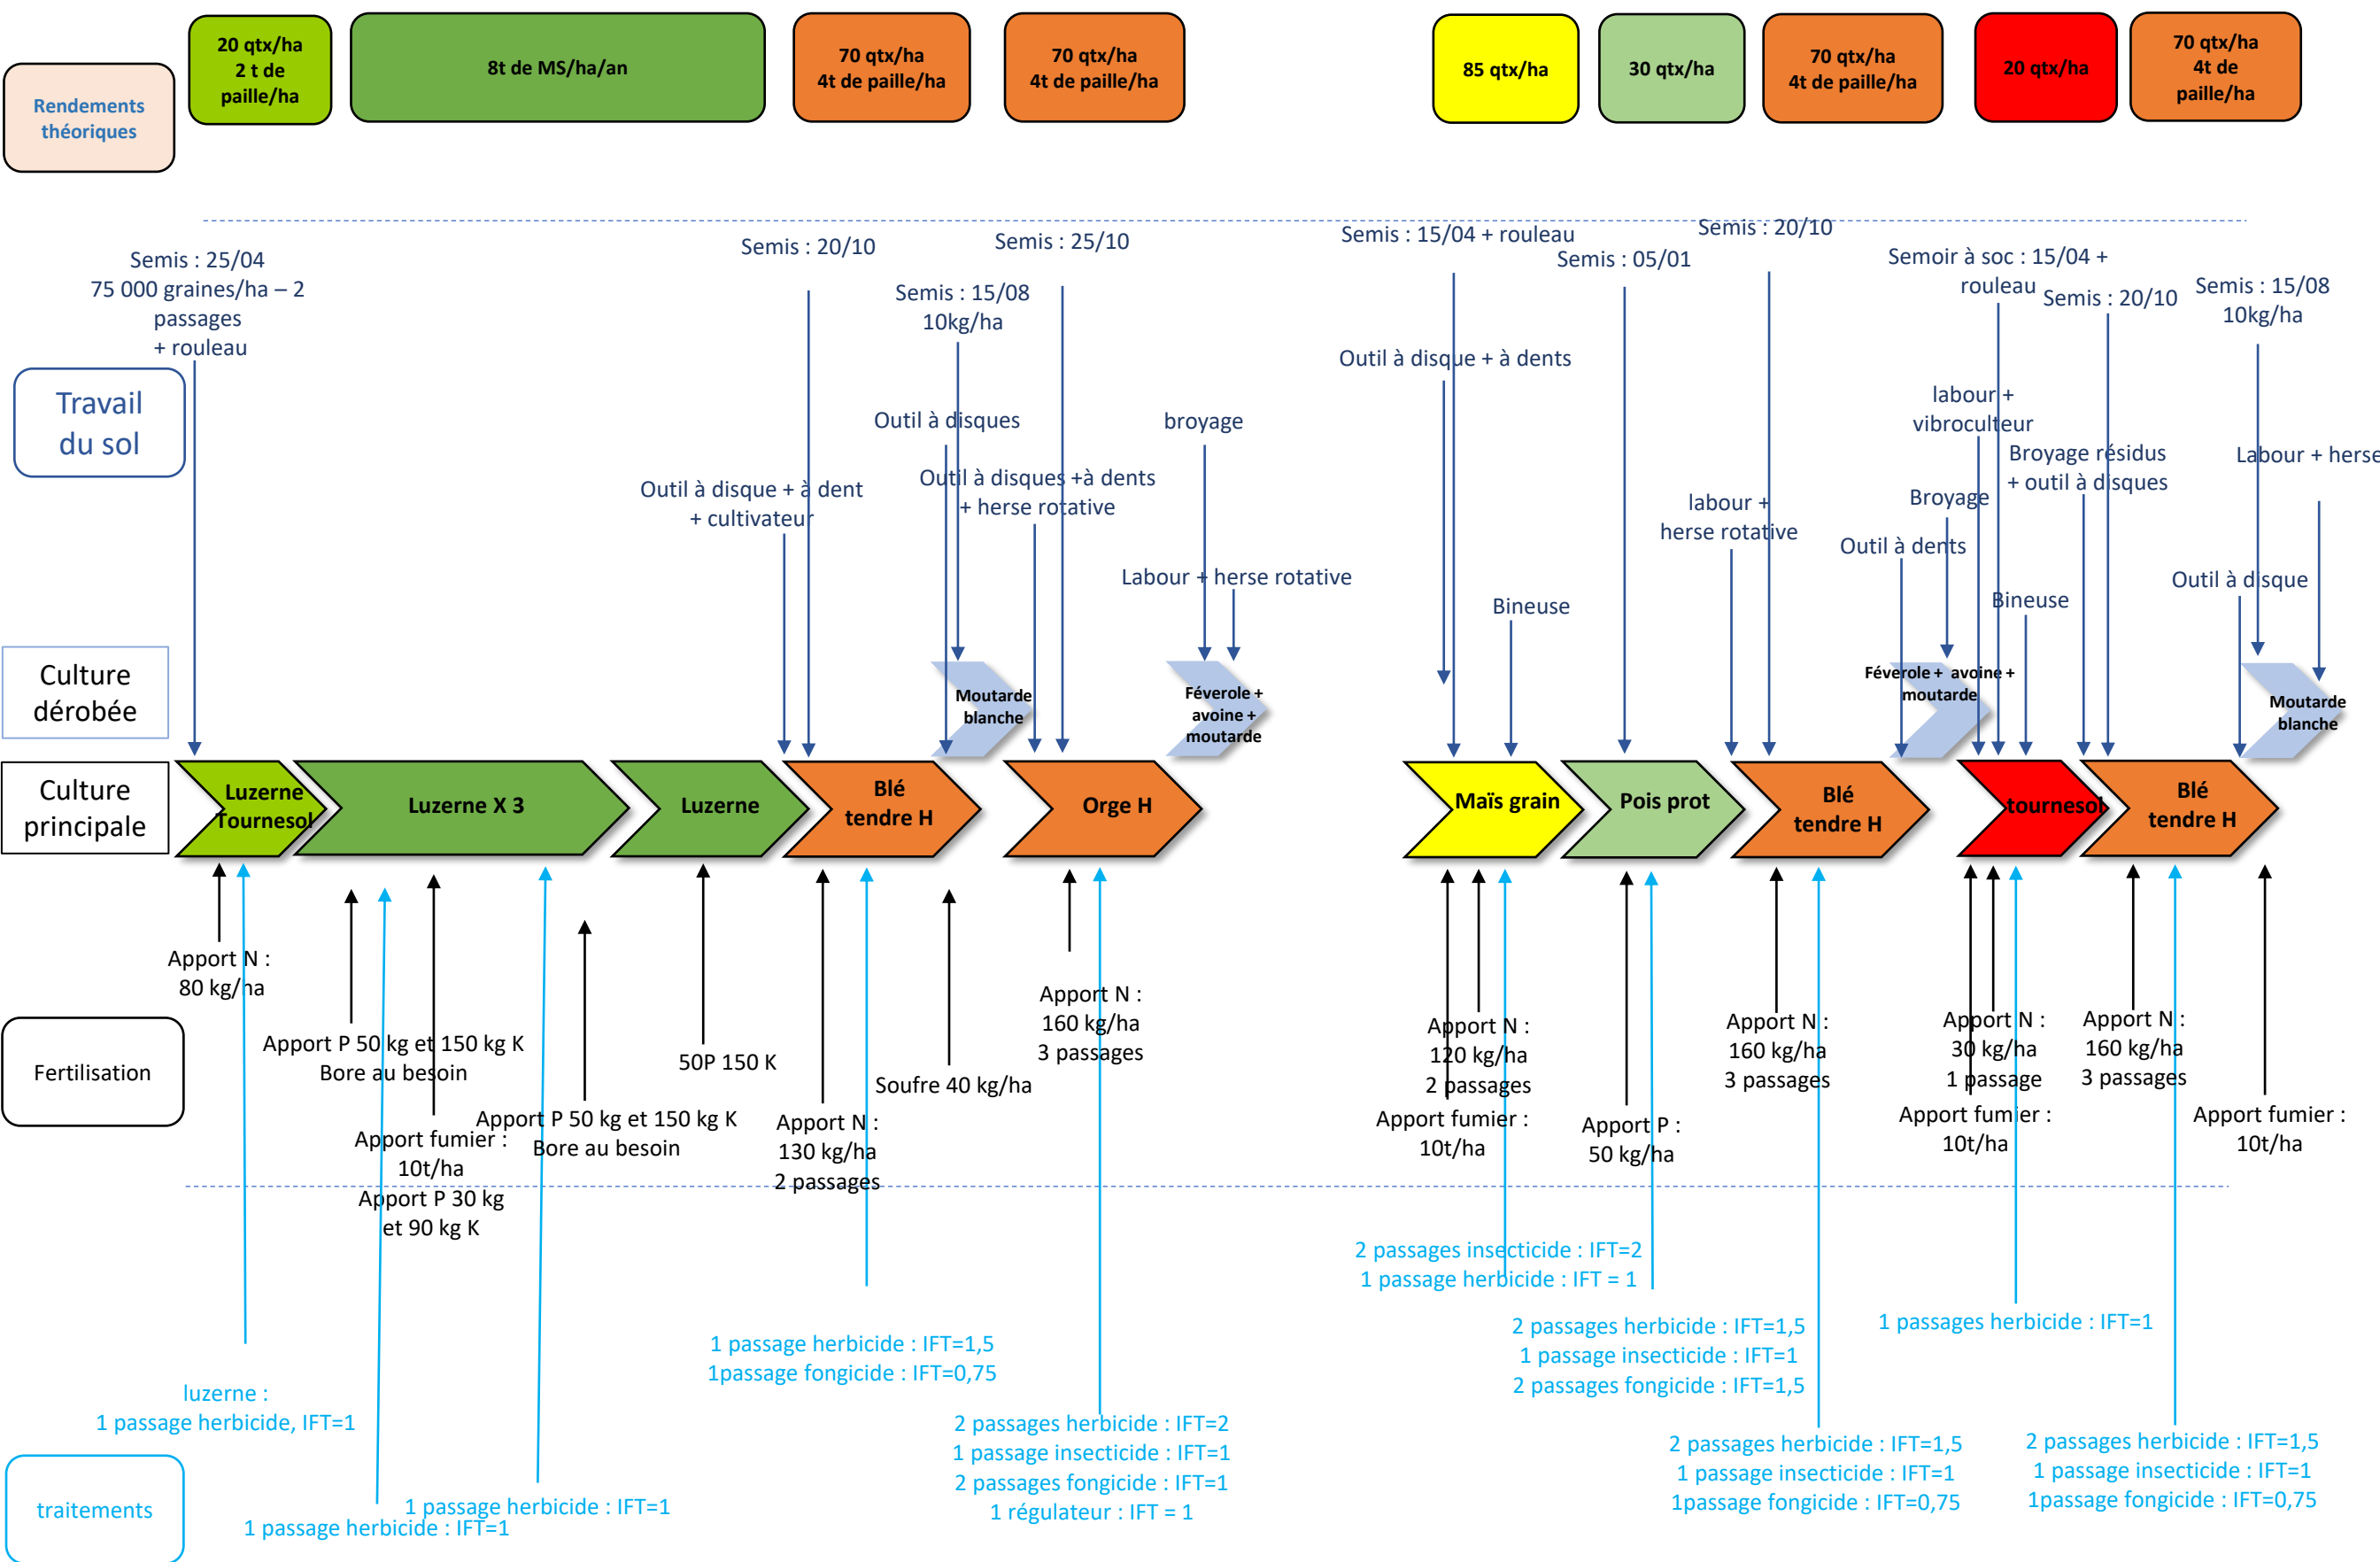 20 qtx/ha
2 t de
paille/ha
8t de MS/ha/an
70 qtx/ha
4t de paille/ha
70 qtx/ha
4t de paille/ha
85 qtx/ha
30 qtx/ha
70 qtx/ha
4t de paille/ha
20 qtx/ha
70 qtx/ha
4t de
paille/ha
Rendements
théoriques
Semis : 25/04
75 000 graines/ha – 2
passages
+ rouleau
Semis : 20/10
Semis : 15/08
10kg/ha
Semis : 25/10
Semis : 15/04 + rouleau
Semis : 05/01
Semis : 20/10
Semoir à soc : 15/04 +
rouleau
Semis : 20/10
Semis : 15/08
10kg/ha
Travail
du sol
Outil à disque + à dent
+ cultivateur
Outil à disques
Outil à disques +à dents
+ herse rotative
broyage
Labour + herse rotative
Outil à disque + à dents
Bineuse
labour +
herse rotative
Outil à dents
Broyage
labour +
vibroculteur
Bineuse
Broyage résidus
+ outil à disques
Outil à disque
Labour + herse
Culture
dérobée
Moutarde
blanche
Féverole +
avoine +
moutarde
Féverole + avoine +
moutarde
Moutarde
blanche
Culture
principale
Luzerne
Tournesol
Luzerne X 3
Luzerne
Blé
tendre H
Orge H
Maïs grain
Pois prot
Blé
tendre H
tournesol
Blé
tendre H
Fertilisation
Apport N :
80 kg/ha
Apport P 50 kg et 150 kg K
Bore au besoin
Apport fumier :
10t/ha
Apport P 30 kg
et 90 kg K
Apport P 50 kg et 150 kg K
Bore au besoin
50P 150 K
Apport N :
130 kg/ha
2 passages
Soufre 40 kg/ha
Apport N :
160 kg/ha
3 passages
Apport N :
120 kg/ha
2 passages
Apport fumier :
10t/ha
Apport P :
50 kg/ha
Apport N :
160 kg/ha
3 passages
Apport N :
30 kg/ha
1 passage
Apport fumier :
10t/ha
Apport N :
160 kg/ha
3 passages
Apport fumier :
10t/ha
traitements
luzerne :
1 passage herbicide, IFT=1
1 passage herbicide : IFT=1
1 passage herbicide : IFT=1
1 passage herbicide : IFT=1,5
1passage fongicide : IFT=0,75
2 passages herbicide : IFT=2
1 passage insecticide : IFT=1
2 passages fongicide : IFT=1
1 régulateur : IFT = 1
2 passages insecticide : IFT=2
1 passage herbicide : IFT = 1
2 passages herbicide : IFT=1,5
1 passage insecticide : IFT=1
2 passages fongicide : IFT=1,5
2 passages herbicide : IFT=1,5
1 passage insecticide : IFT=1
1passage fongicide : IFT=0,75
1 passages herbicide : IFT=1
2 passages herbicide : IFT=1,5
1 passage insecticide : IFT=1
1passage fongicide : IFT=0,75